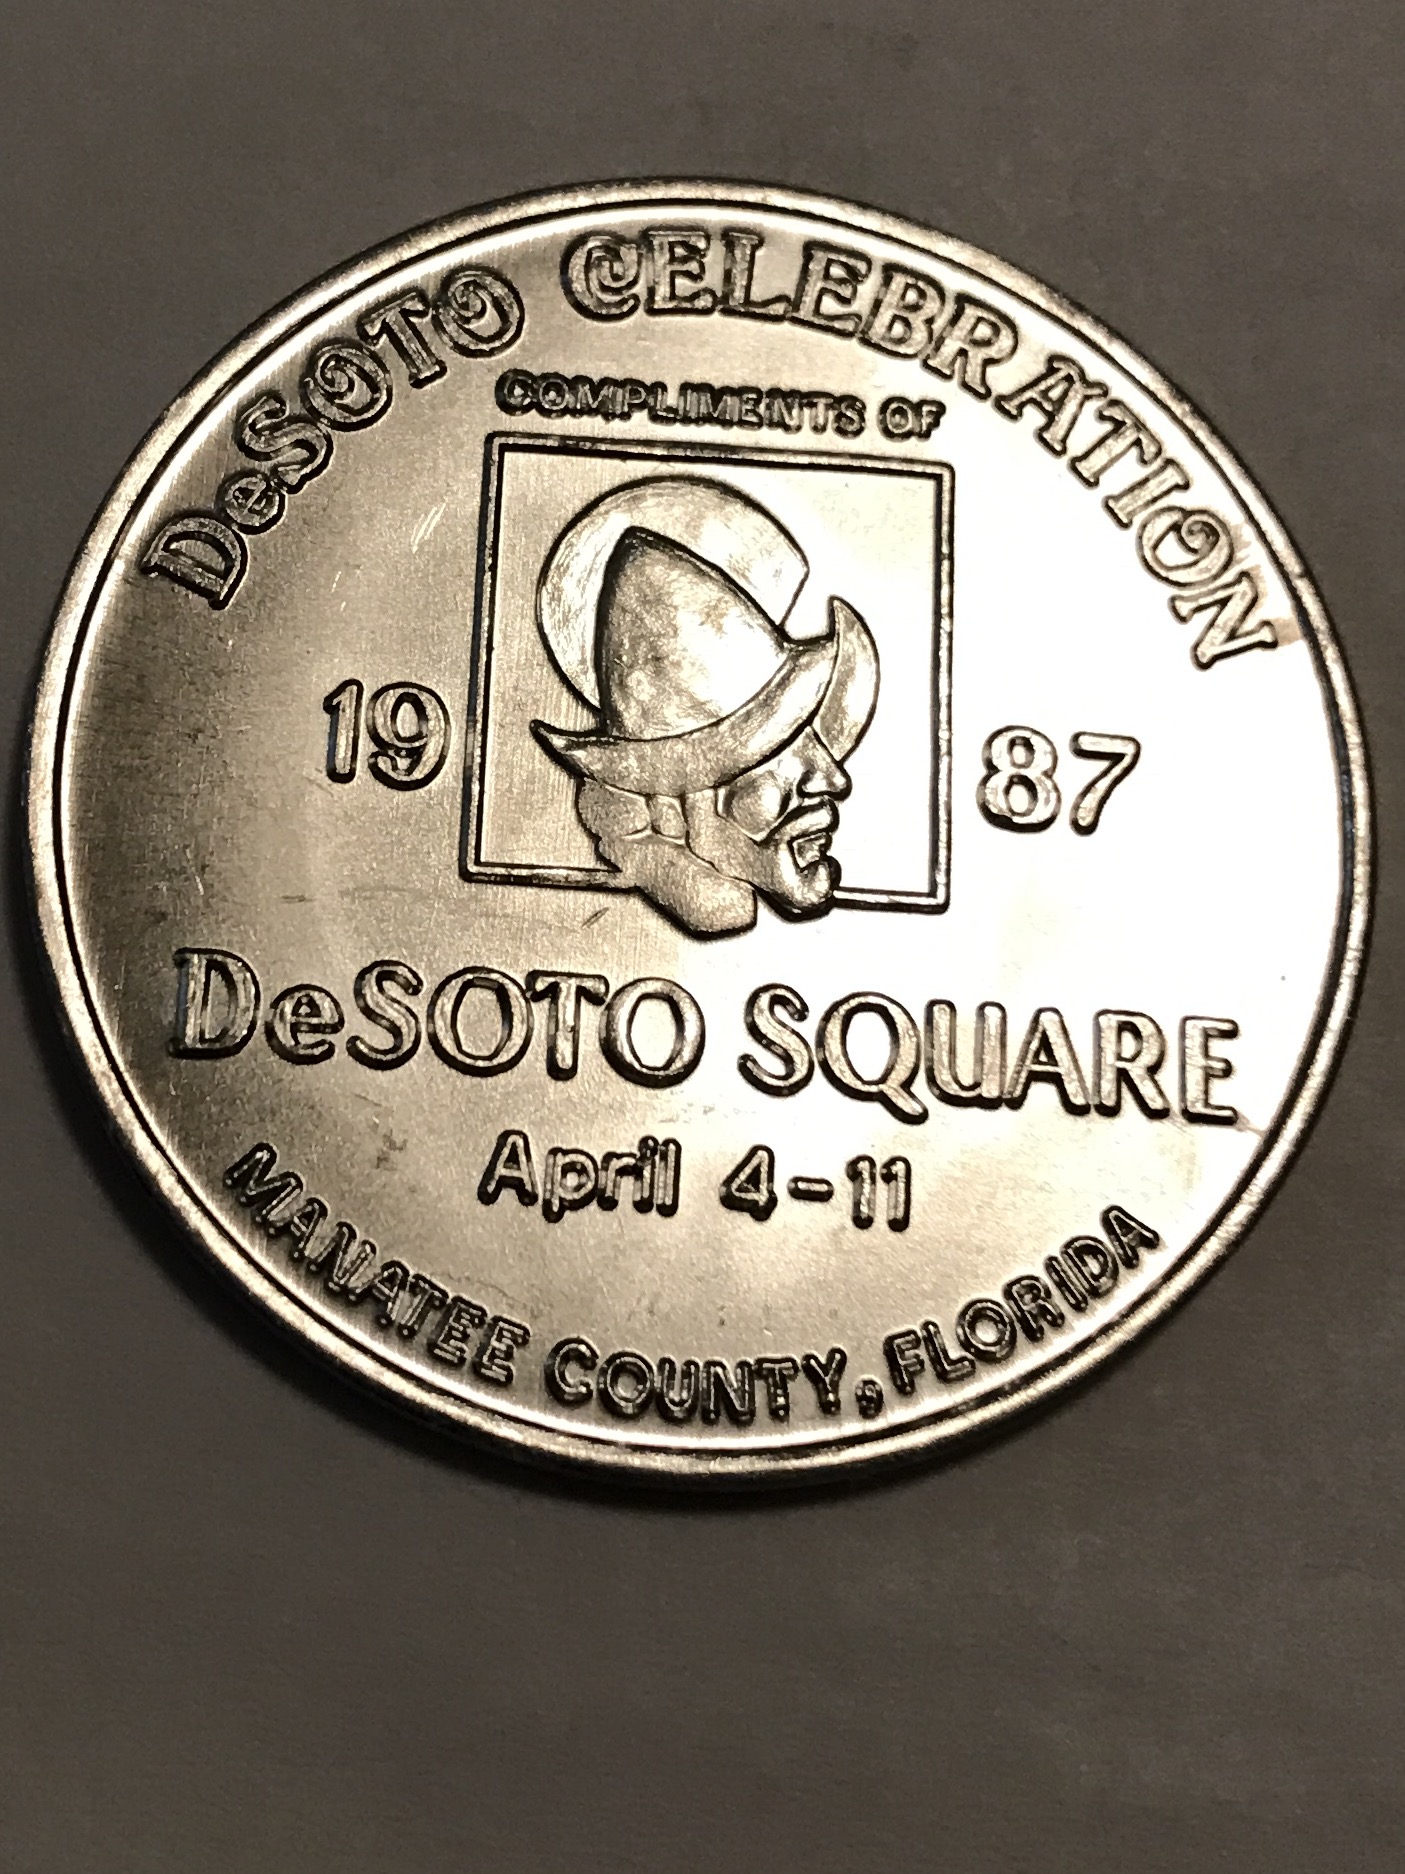 DeSOTO CELEBRATION
COMPLIMENTS OF
19 87
DeSOTO SQUARE
April 4-11
MANATEE COUNTY, FLORIDA